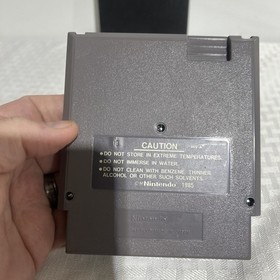 CAUTION
•DO NOT STORE IN EXTREME TEMPERATURES.
•DO NOT IMMERSE IN WATER.
•DO NOT CLEAN WITH BENZENE, THINNER,
ALCOHOL OR OTHER SUCH SOLVENTS.
©Nintendo 1985